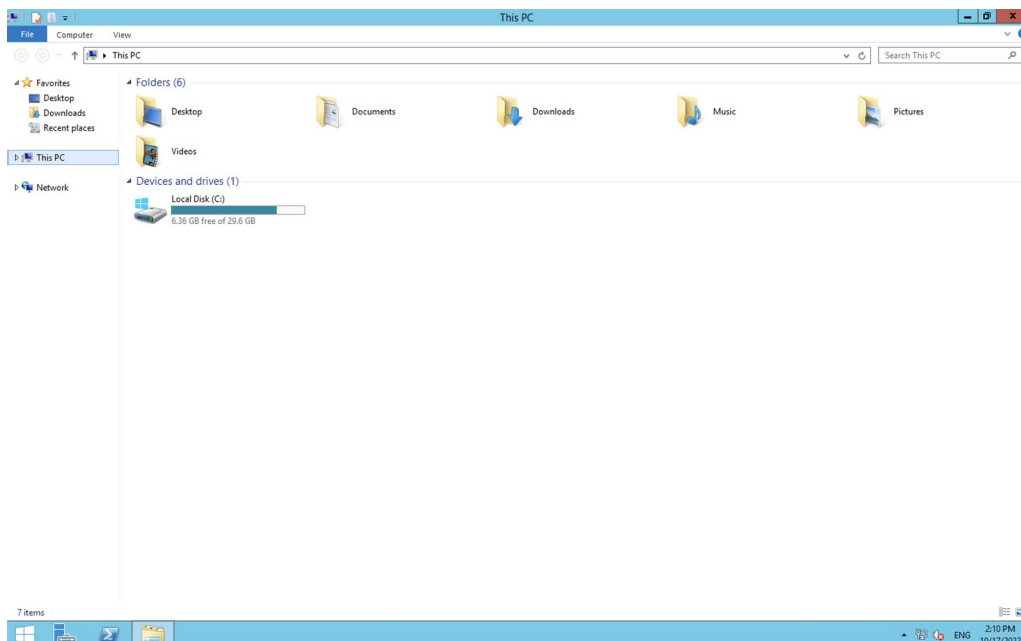 This PC
File Computer View
This PC
Search This PC
Favorites
Desktop
Downloads
Recent places
This PC
Network
Folders (6)
Desktop Documents Downloads Music Pictures
Videos
Devices and drives (1)
Local Disk (C:)
6.36 GB free of 29.6 GB
7 items
ENG
2:10 PM